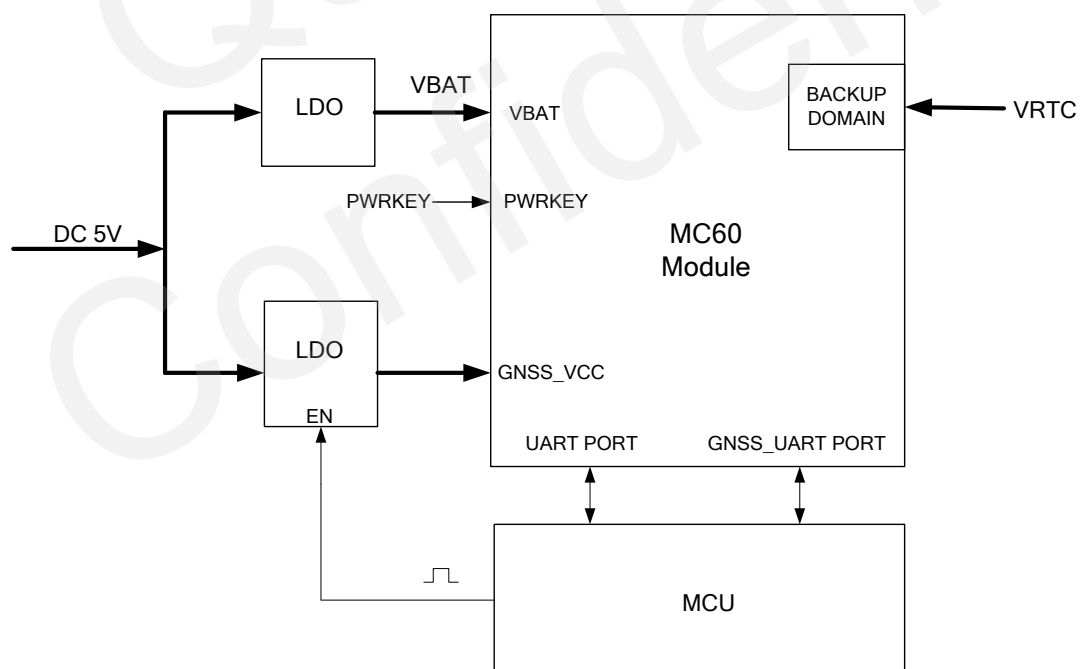 LDO
VBAT
VBAT
BACKUP
DOMAIN
VRTC
PWRKEY
PWRKEY
MC60
Module
DC 5V
LDO
EN
GNSS_VCC
UART PORT
GNSS_UART PORT
MCU